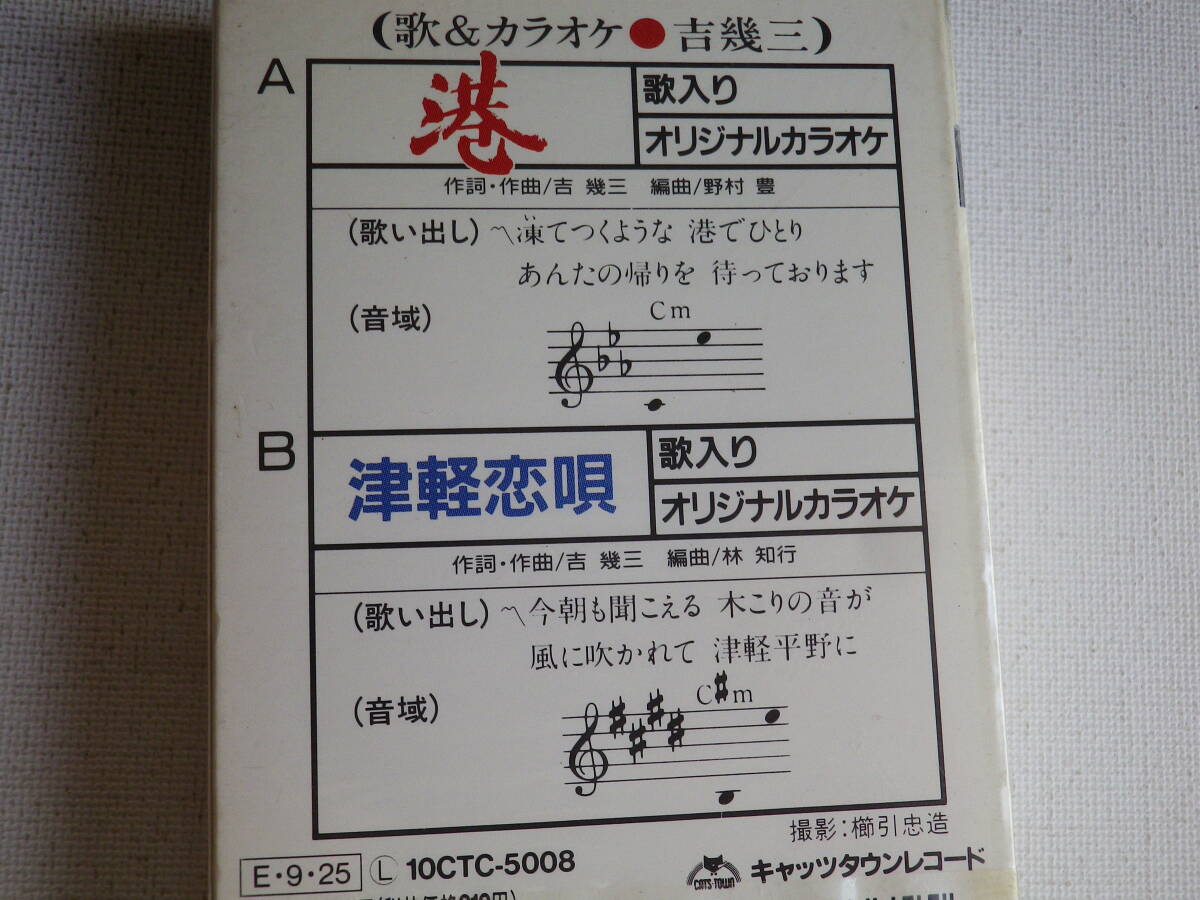 (歌&カラオケ●吉幾三)
A
港
歌入り
オリジナルカラオケ
作詞・作曲/吉 幾三 編曲/野村 豊
(歌い出し)〽凍てつくような 港でひとり
い
あんたの帰りを 待っております
(音域)
Cm
B
津軽恋唄
歌入り
オリジナルカラオケ
作詞・作曲/吉 幾三 編曲/林 知行
(歌い出し)〽今朝も聞こえる 木こりの音が
風に吹かれて 津軽平野に
(音域)
C#m
撮影:櫛引忠造
E・9・25 Ⓛ 10CTC-5008
CATS-TOWN キャッツタウンレコード